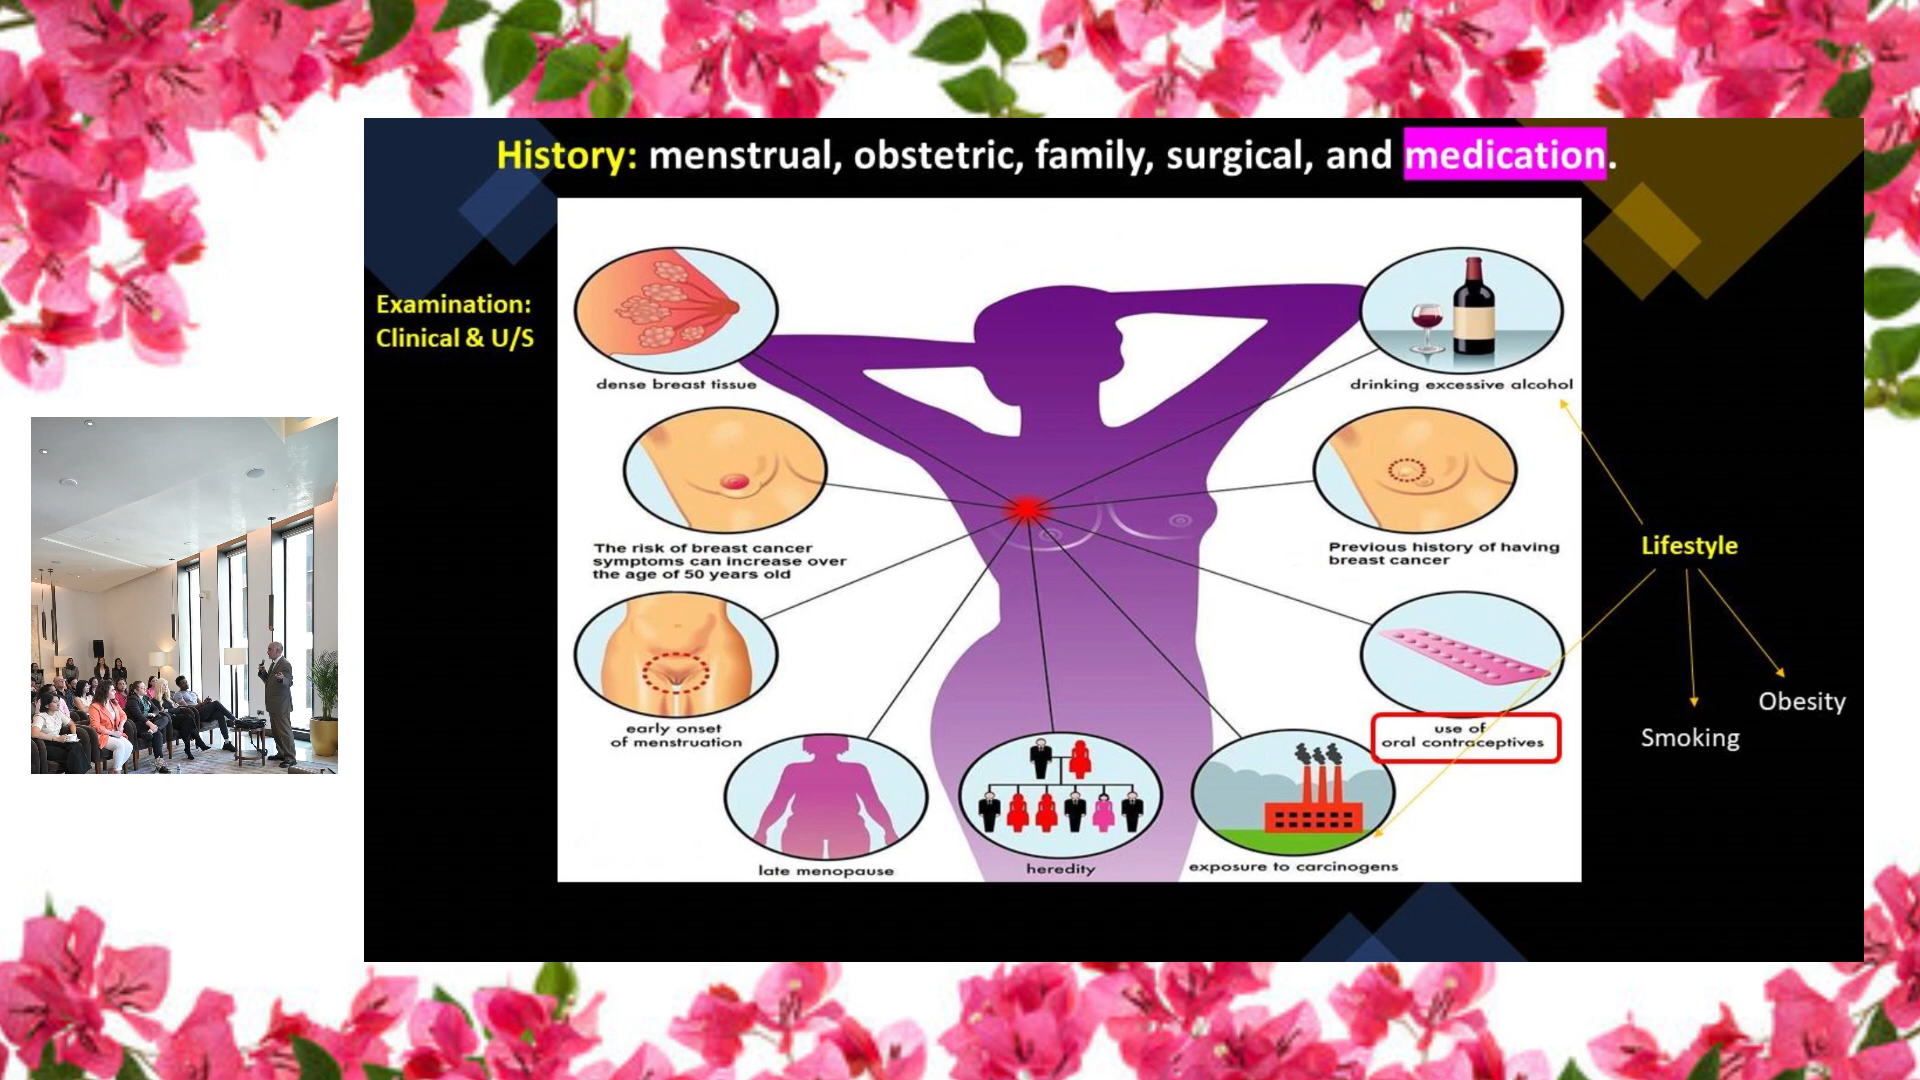 History: menstrual, obstetric, family, surgical, and medication.
Examination:
Clinical & U/S
dense breast tissue
drinking excessive alcohol
The risk of breast cancer
symptoms can increase over
the age of 50 years old
Previous history of having
breast cancer
Lifestyle
early onset
of menstruation
use of
oral contraceptives
Obesity
Smoking
late menopause
heredity
exposure to carcinogens